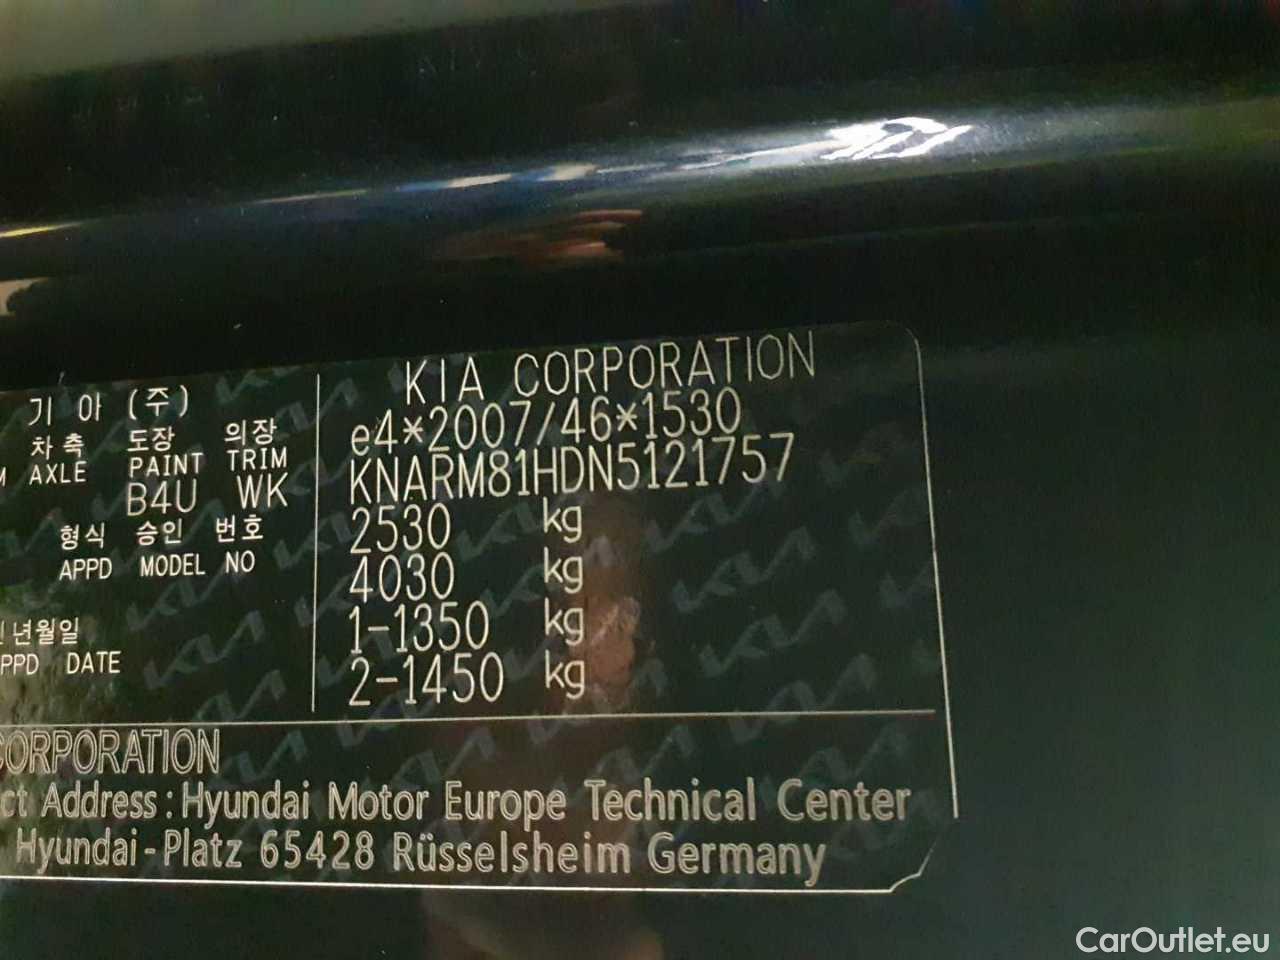 기 아 (주)
차축 도장 의장
AXLE PAINT TRIM
B4U WK
형식 승인 번호
APPD MODEL NO
년월일
DATE
KIA CORPORATION
e4*2007/46*1530
KNARM81HDN5121757
2530 kg
4030 kg
1-1350 kg
2-1450 kg
CORPORATION
Address : Hyundai Motor Europe Technical Center
Hyundai-Platz 65428 Rüsselsheim Germany
CarOutlet.eu